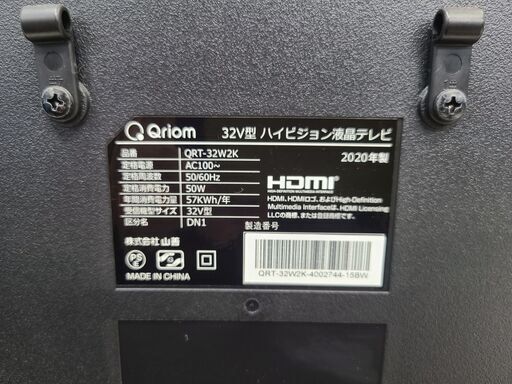 Qriom 32V型 ハイビジョン液晶テレビ
品番 QRT-32W2K
2020年製
定格電源 AC100~
定格周波数 50/60Hz
定格消費電力 50W
年間消費電力量 57KWh/年
受信機型サイズ 32V型
区分名 DN1
HDMI
HIGH-DEFINITION MULTIMEDIA INTERFACE
HDMI、HDMIロゴ、およびHigh-Definition
Multimedia Interfaceは、HDMI Licensing
LLCの商標、または登録商標です。
製造番号
株式会社 山善
PSE
MADE IN CHINA
QRT-32W2K-4002744-15BW